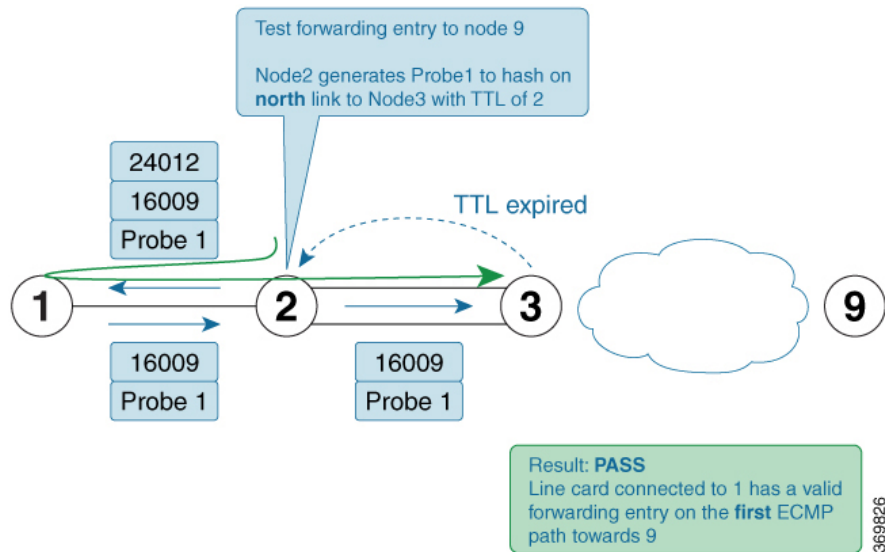 Test forwarding entry to node 9
Node2 generates Probe1 to hash on
north link to Node3 with TTL of 2
24012
16009
Probe 1
TTL expired
1
2
3
9
16009
Probe 1
16009
Probe 1
Result: PASS
Line card connected to 1 has a valid
forwarding entry on the first ECMP
path towards 9
369826